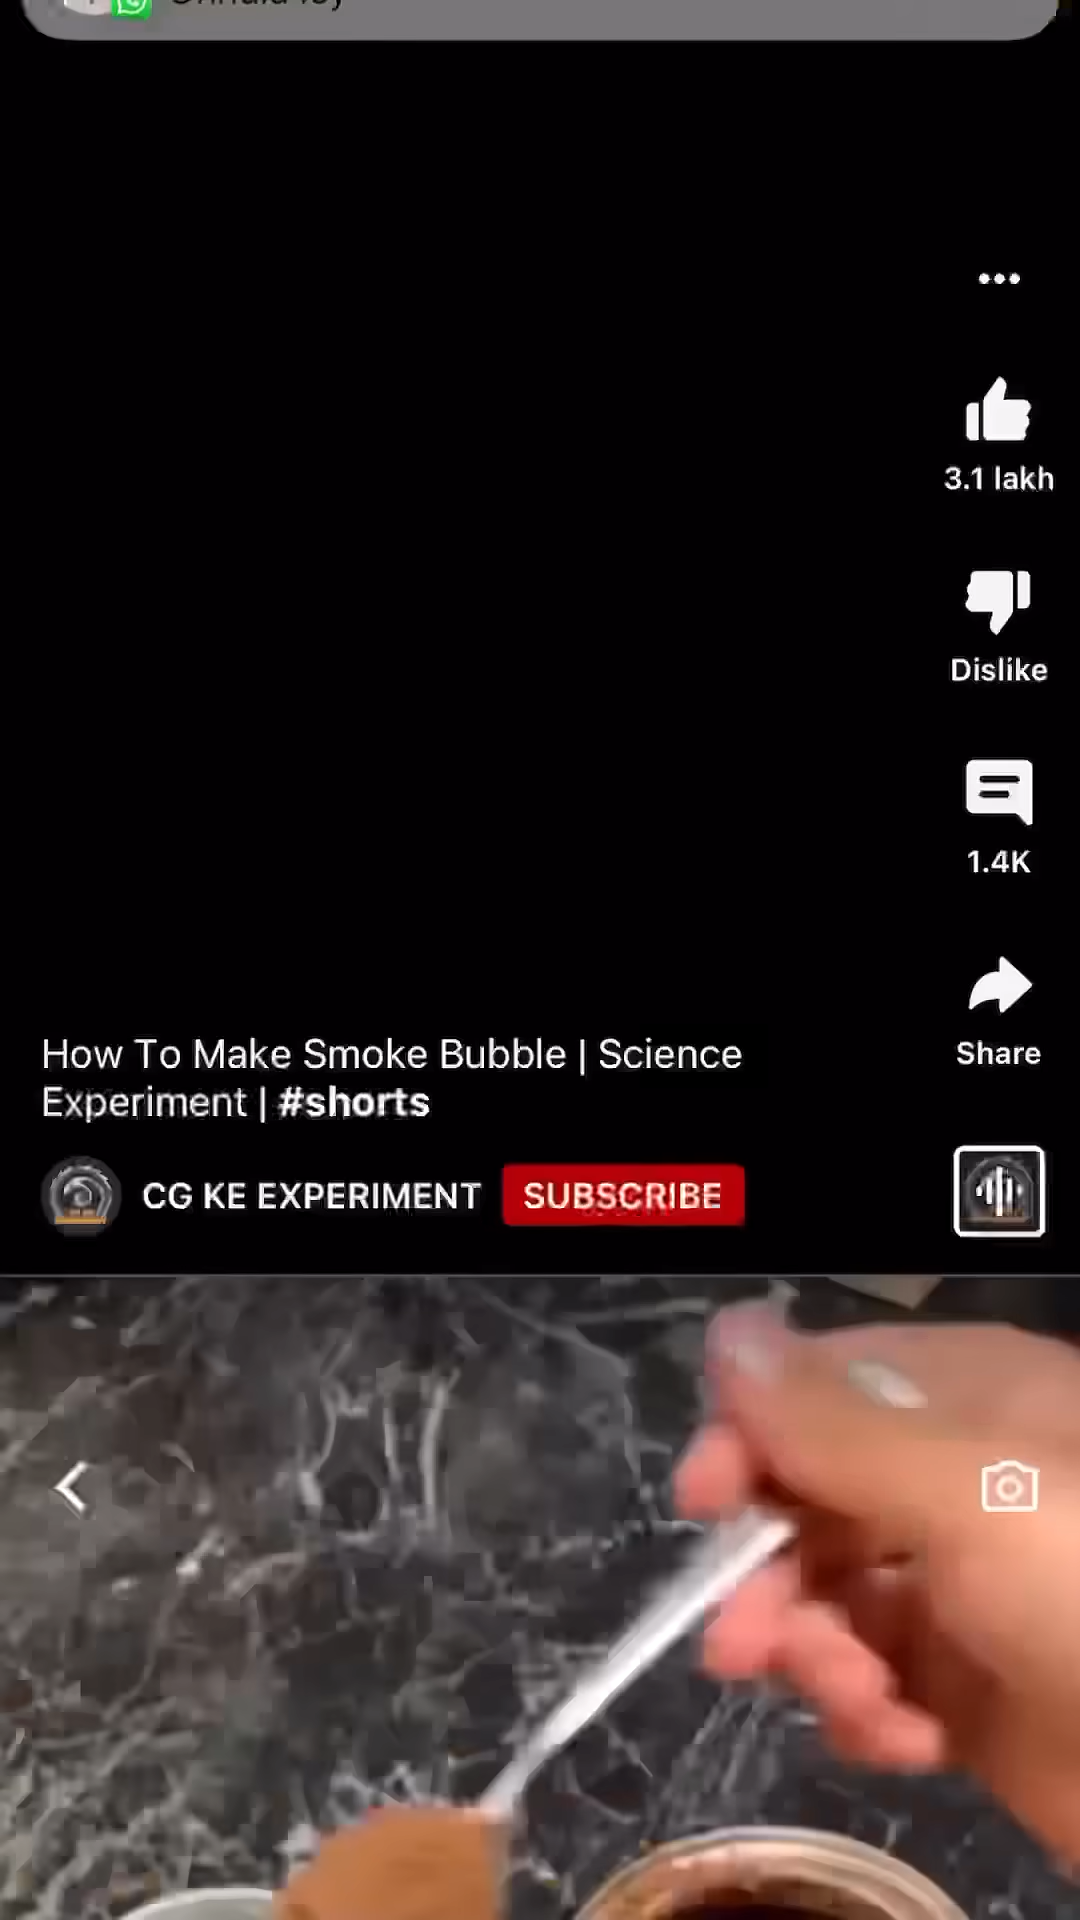 3.1 lakh
Dislike
1.4K
Share
How To Make Smoke Bubble | Science
Experiment | #shorts
CG KE EXPERIMENT
SUBSCRIBE